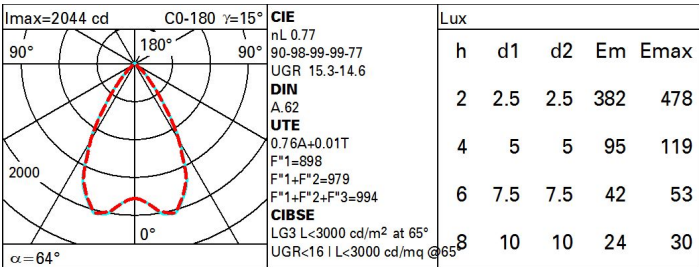 Imax=2044 cd C0-180 γ=15°
90° 180° 90°
2000
0°
α=64°
CIE
nL 0.77
90-98-99-99-77
UGR 15.3-14.6
DIN
A.62
UTE
0.76A+0.01T
F"1=898
F"1+F"2=979
F"1+F"2+F"3=994
CIBSE
LG3 L<3000 cd/m² at 65°
UGR<16 | L<3000 cd/mq @65°
Lux
h d1 d2 Em Emax
2 2.5 2.5 382 478
4 5 5 95 119
6 7.5 7.5 42 53
8 10 10 24 30